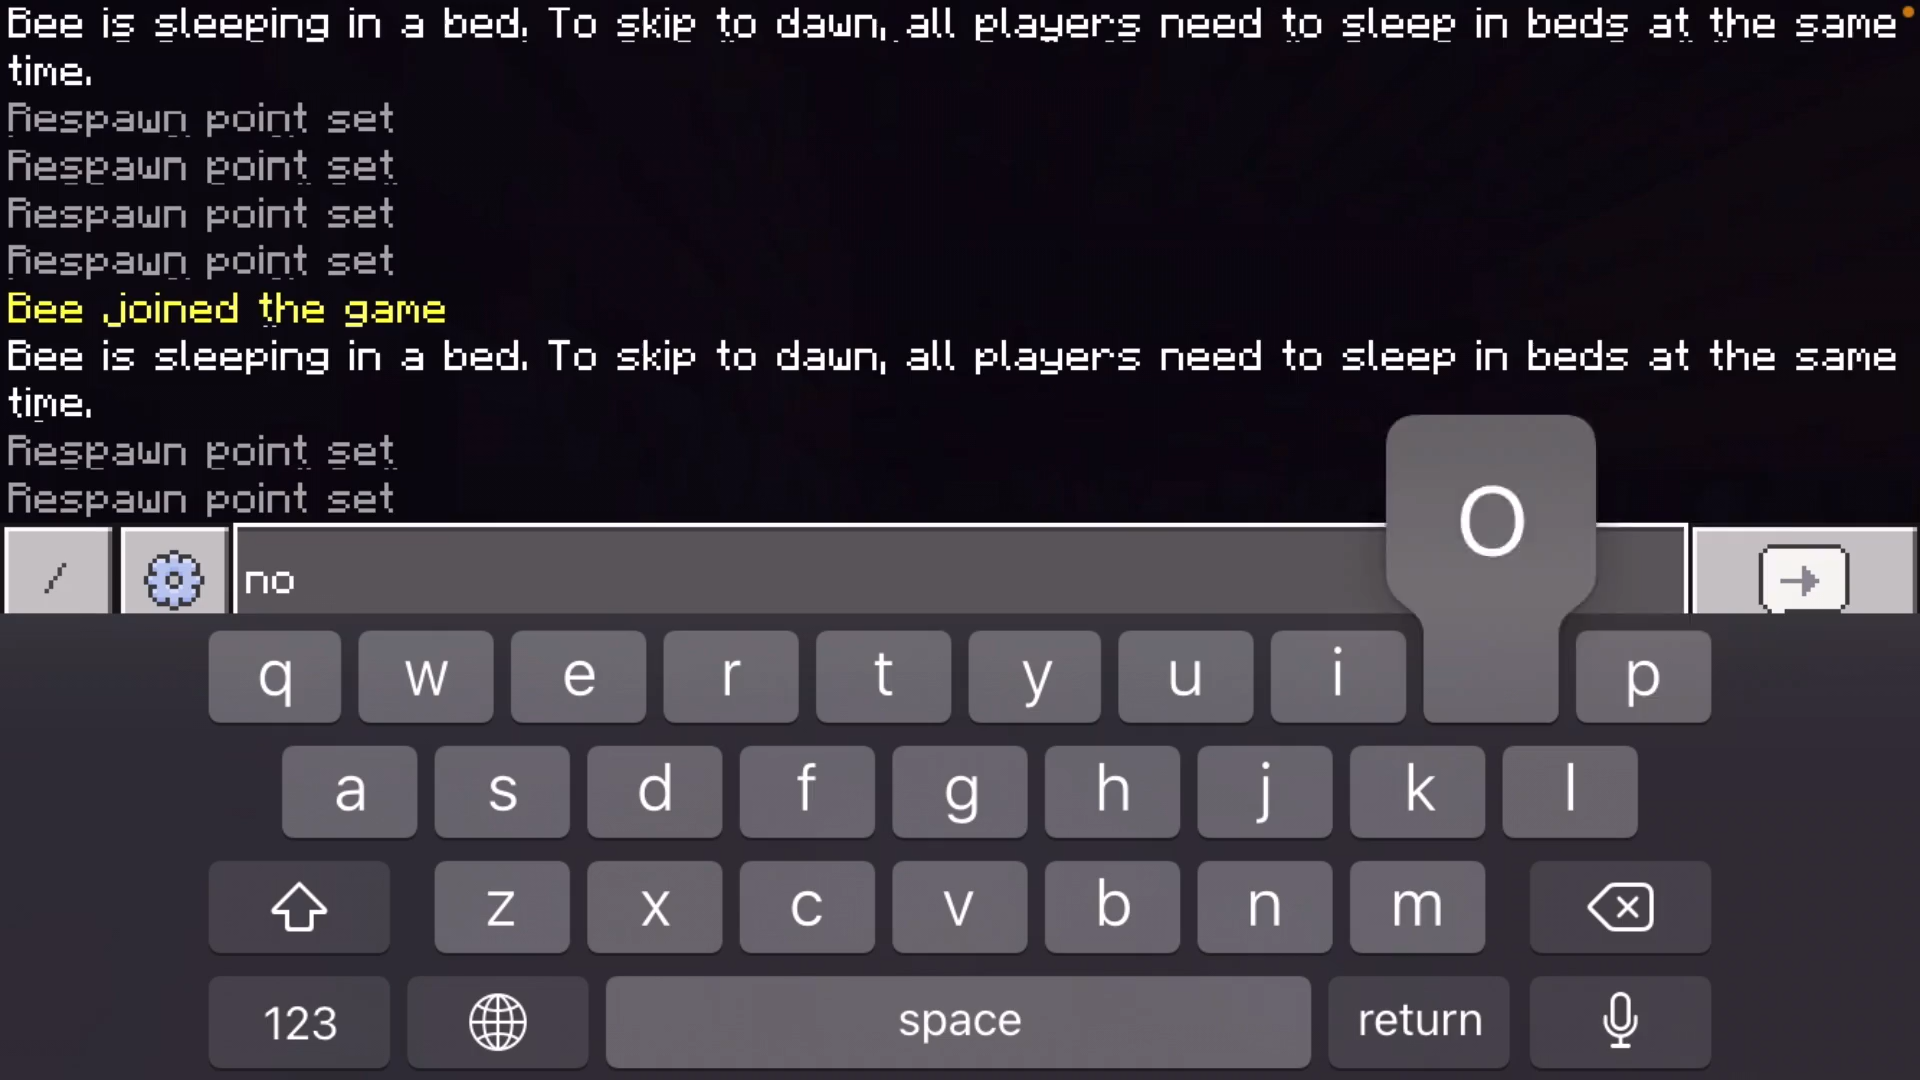 Bee is sleeping in a bed. To skip to dawn, all players need to sleep in beds at the same
time.
Respawn point set
Respawn point set
Respawn point set
Respawn point set
Bee joined the game
Bee is sleeping in a bed. To skip to dawn, all players need to sleep in beds at the same
time.
Respawn point set
Respawn point set
/ no
O
q w e r t y u i p
a s d f g h j k l
z x c v b n m
123 space return